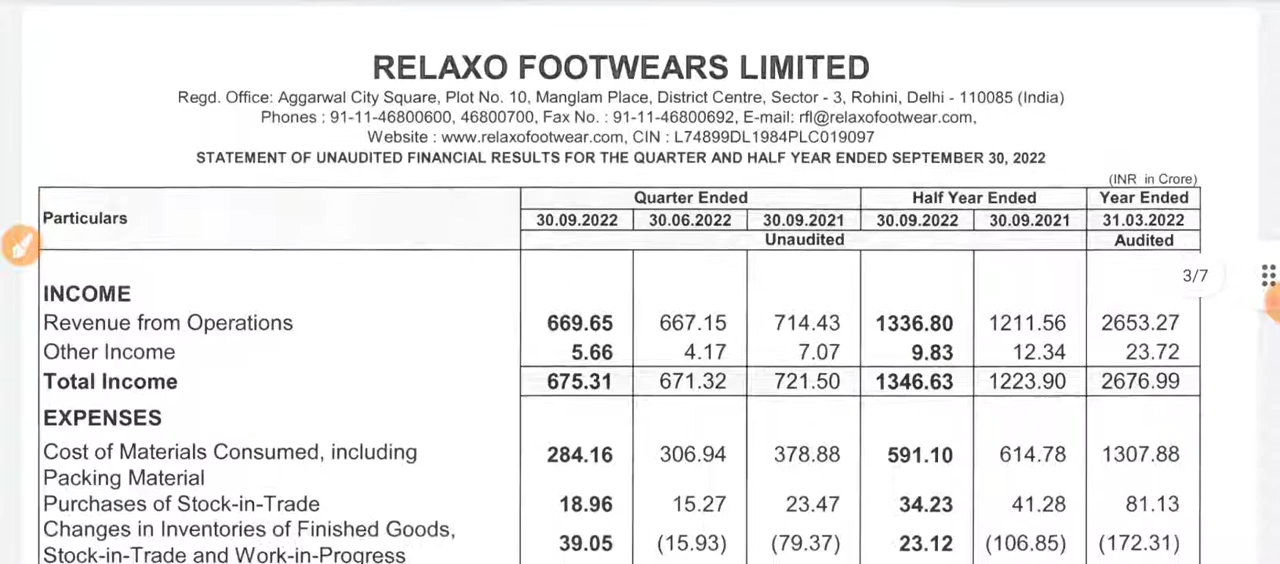 RELAXO FOOTWEARS LIMITED
Regd. Office: Aggarwal City Square, Plot No. 10, Manglam Place, District Centre, Sector - 3, Rohini, Delhi - 110085 (India)
Phones : 91-11-46800600, 46800700, Fax No. : 91-11-46800692, E-mail: rfl@relaxofootwear.com,
Website : www.relaxofootwear.com, CIN : L74899DL1984PLC019097
STATEMENT OF UNAUDITED FINANCIAL RESULTS FOR THE QUARTER AND HALF YEAR ENDED SEPTEMBER 30, 2022
(INR in Crore)
Particulars Quarter Ended Half Year Ended Year Ended
30.09.2022 30.06.2022 30.09.2021 30.09.2022 30.09.2021 31.03.2022
Unaudited Audited
3/7
INCOME
Revenue from Operations 669.65 667.15 714.43 1336.80 1211.56 2653.27
Other Income 5.66 4.17 7.07 9.83 12.34 23.72
Total Income 675.31 671.32 721.50 1346.63 1223.90 2676.99
EXPENSES
Cost of Materials Consumed, including 284.16 306.94 378.88 591.10 614.78 1307.88
Packing Material
Purchases of Stock-in-Trade 18.96 15.27 23.47 34.23 41.28 81.13
Changes in Inventories of Finished Goods,
Stock-in-Trade and Work-in-Progress 39.05 (15.93) (79.37) 23.12 (106.85) (172.31)